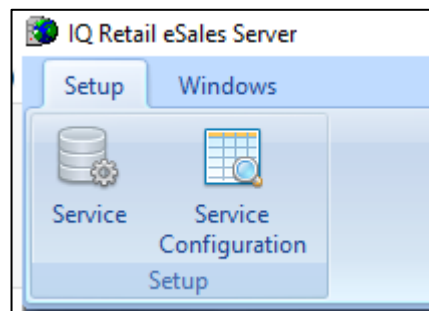 IQ Retail eSales Server
Setup Windows
Service Service
Configuration
Setup